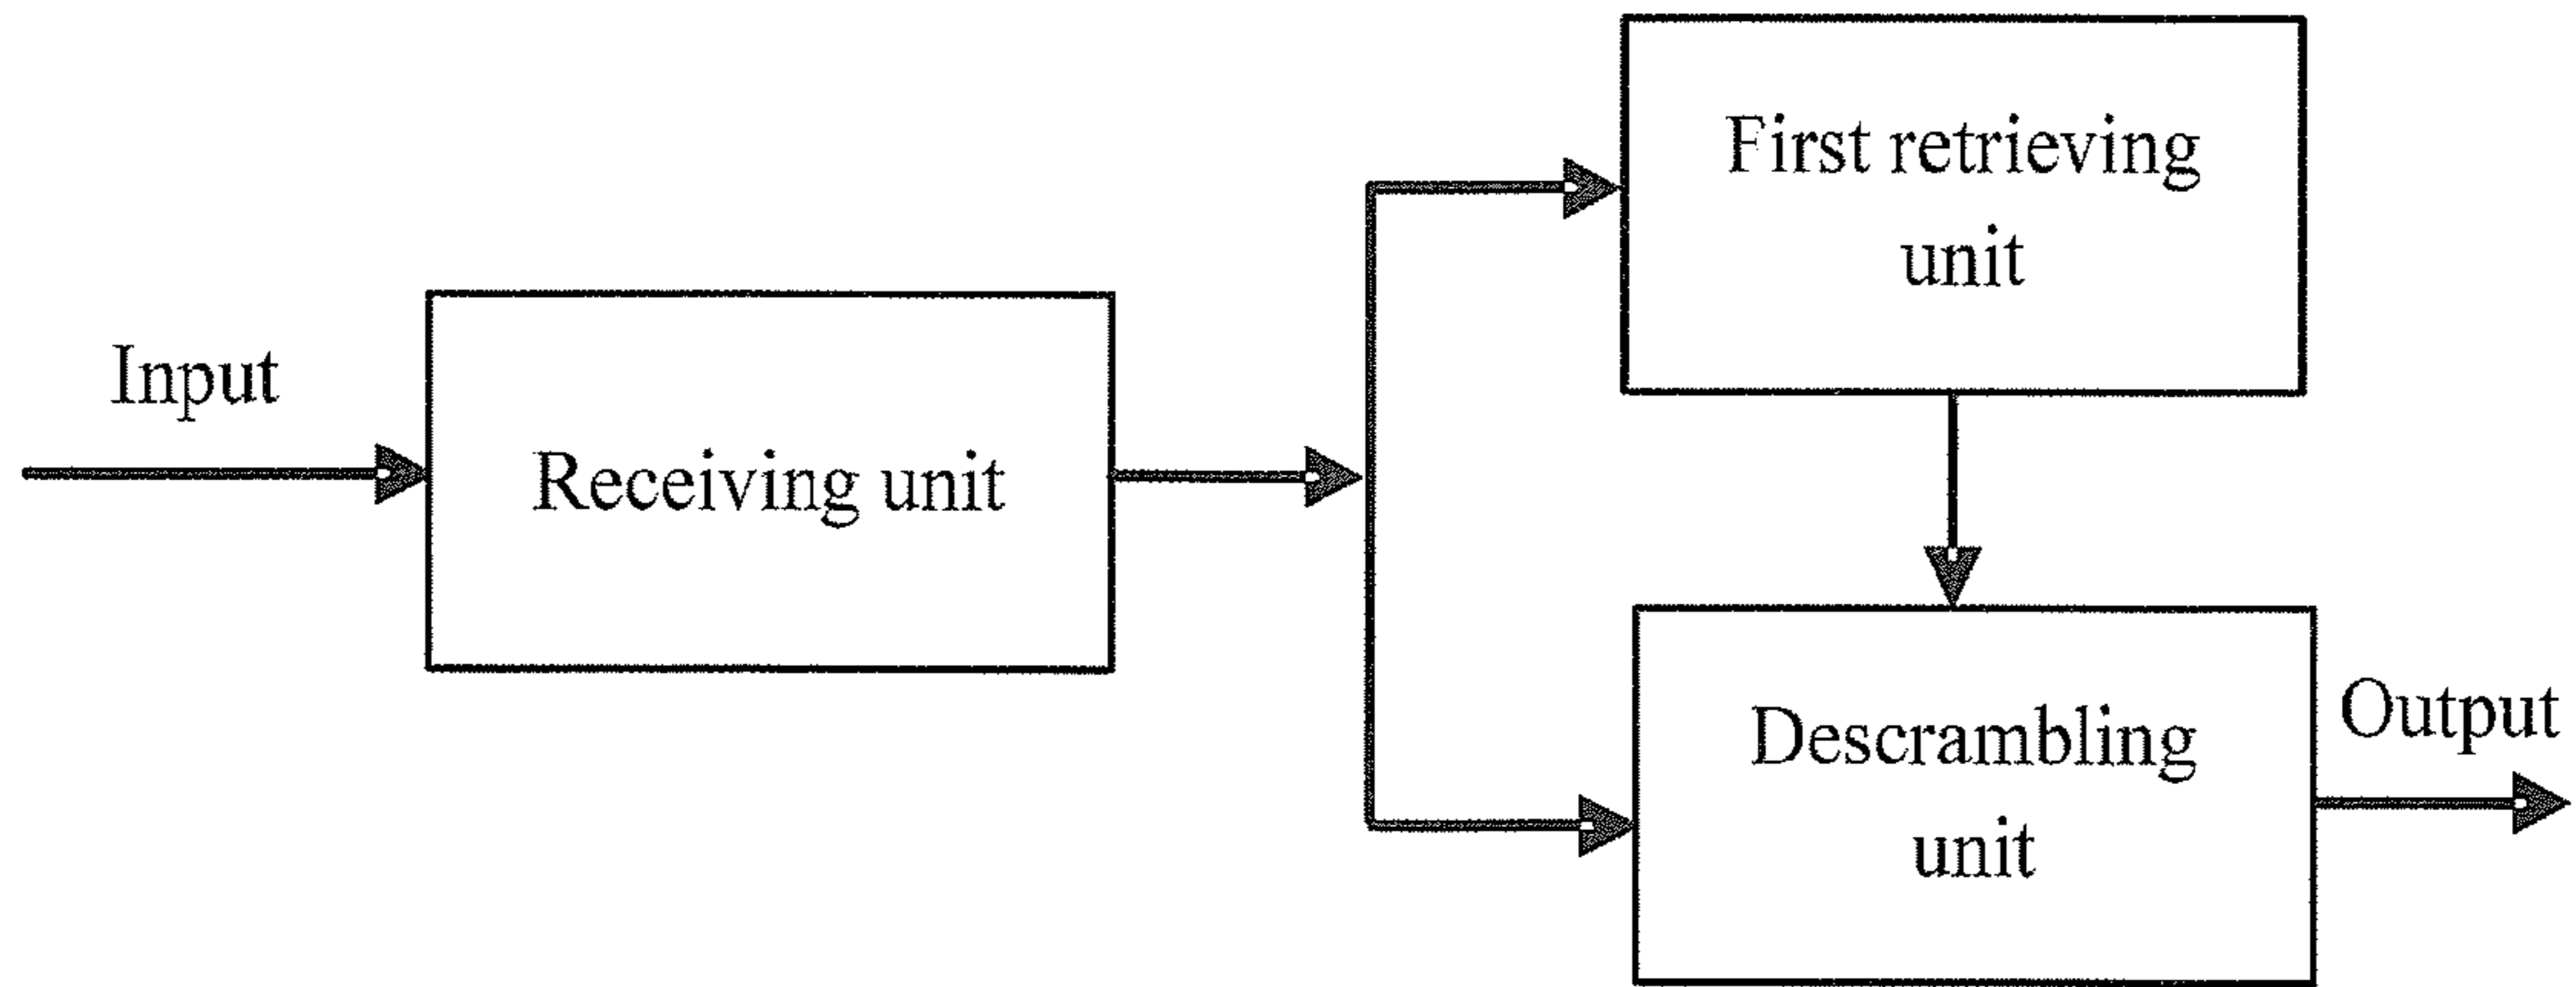 Input
Receiving unit
First retrieving
unit
Descrambling
unit
Output